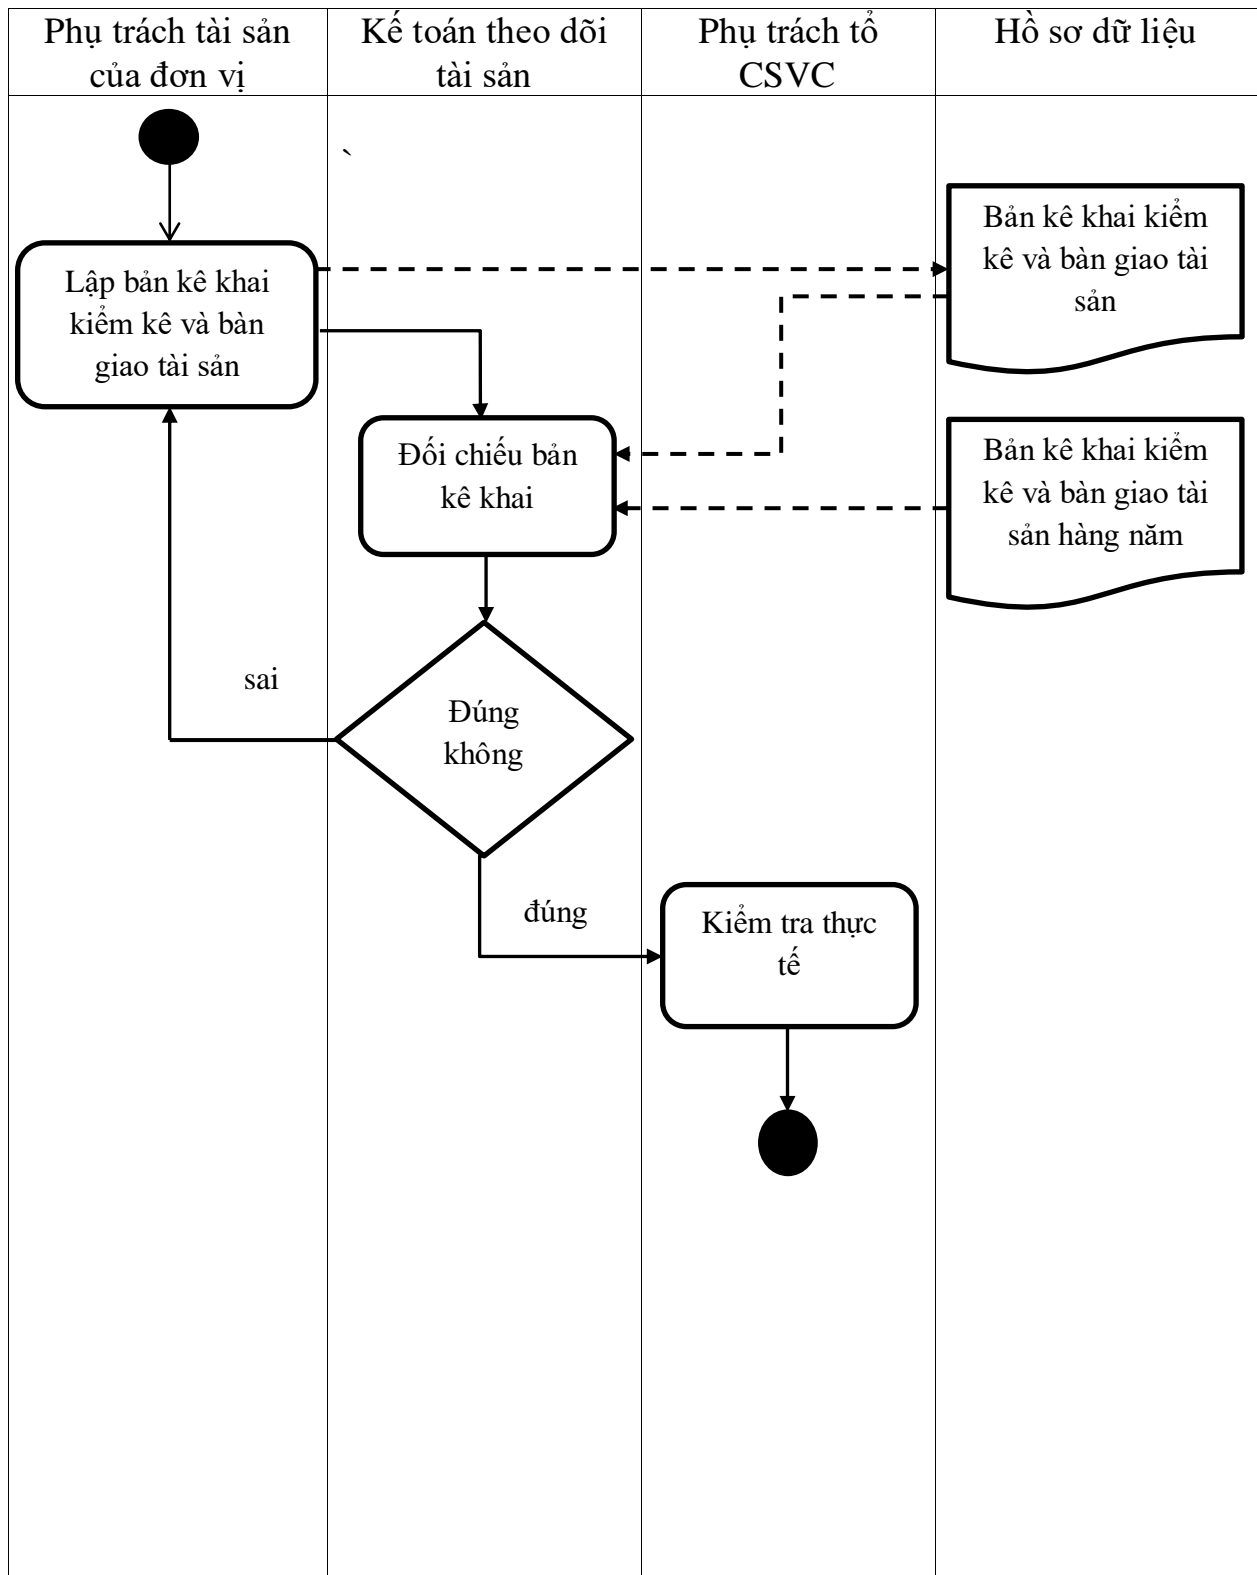 Phụ trách tài sản
của đơn vị
Kế toán theo dõi
tài sản
Phụ trách tổ
CSVC
Hồ sơ dữ liệu
`
Bản kê khai kiểm
kê và bàn giao tài
sản
Lập bản kê khai
kiểm kê và bàn
giao tài sản
Đối chiếu bản
kê khai
Bản kê khai kiểm
kê và bàn giao tài
sản hàng năm
sai
Đúng
không
đúng
Kiểm tra thực
tế